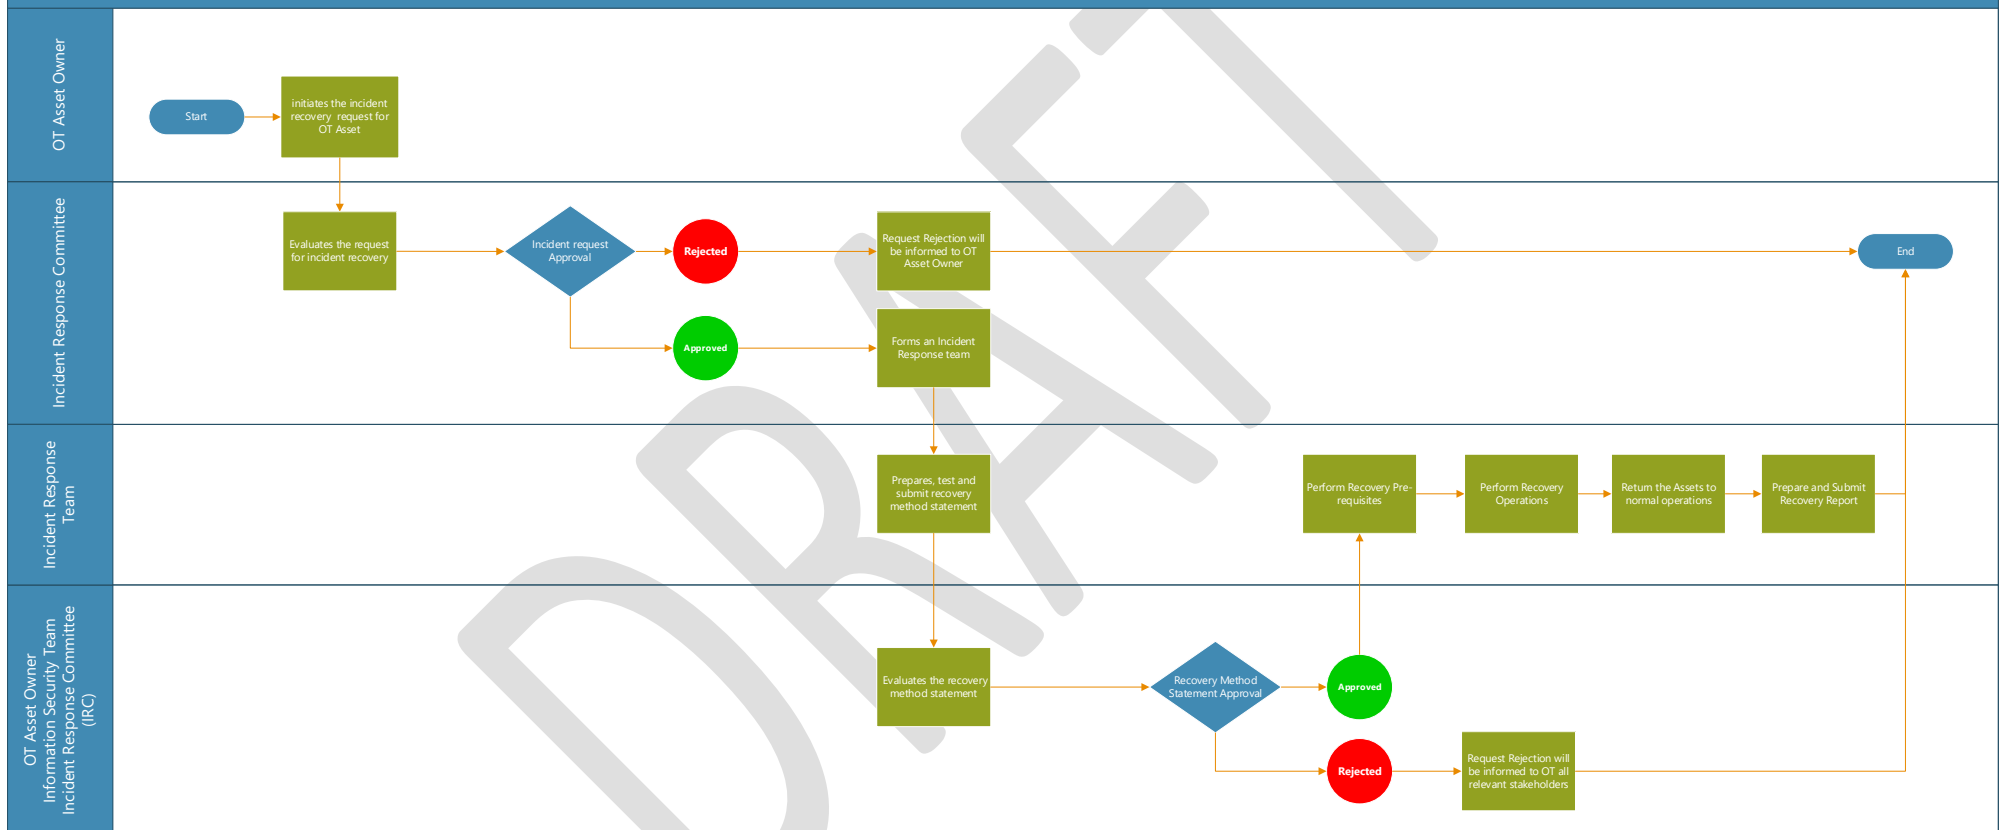 OT Asset Owner
Start
initiates the incident
recovery request for
OT Asset
Incident Response Committee
Evaluates the request
for incident recovery
Incident request
Approval
Rejected
Request Rejection will
be informed to OT
Asset Owner
End
Approved
Forms an Incident
Response team
Incident Response
Team
Prepares, test and
submit recovery
method statement
Perform Recovery Pre-
requisites
Perform Recovery
Operations
Return the Assets to
normal operations
Prepare and Submit
Recovery Report
OT Asset Owner
Information Security Team
Incident Response Committee
(IRC)
Evaluates the recovery
method statement
Recovery Method
Statement Approval
Approved
Rejected
Request Rejection will
be informed to OT all
relevant stakeholders
DRAFT